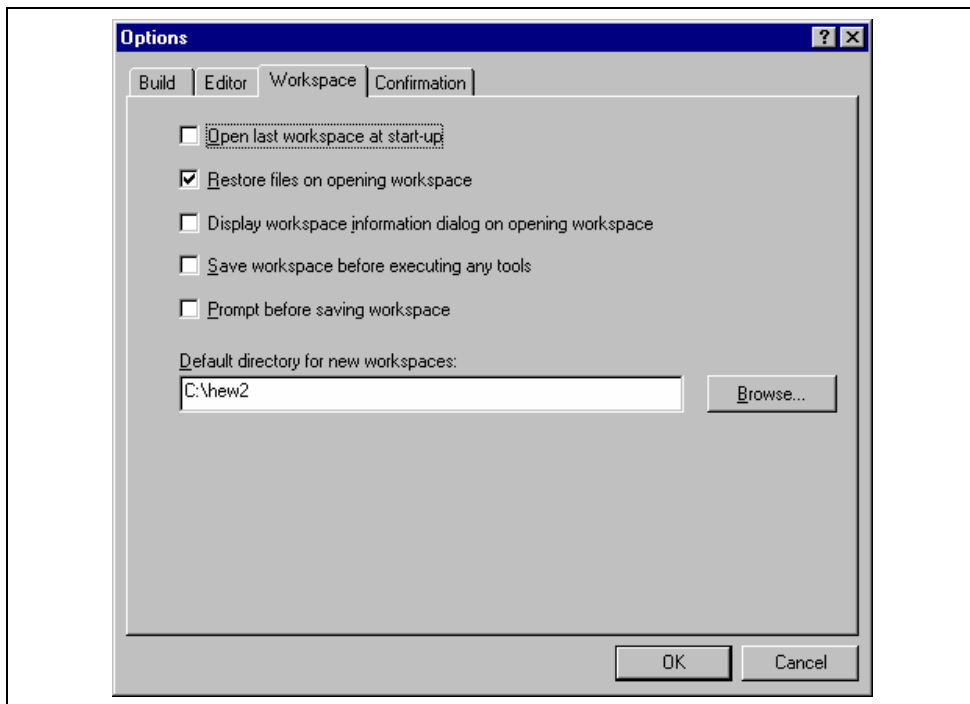 Options
Build Editor Workspace Confirmation
Open last workspace at start-up
Restore files on opening workspace
Display workspace information dialog on opening workspace
Save workspace before executing any tools
Prompt before saving workspace
Default directory for new workspaces:
C:\hew2 Browse...
OK Cancel